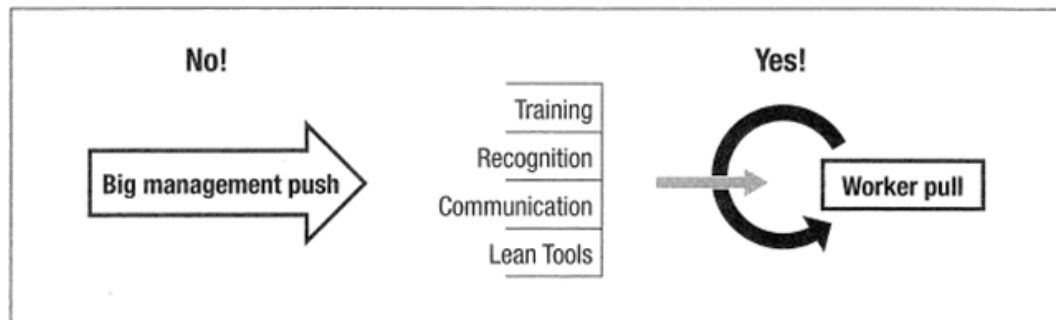 No!
Yes!
Big management push
Training
Recognition
Communication
Lean Tools
Worker pull